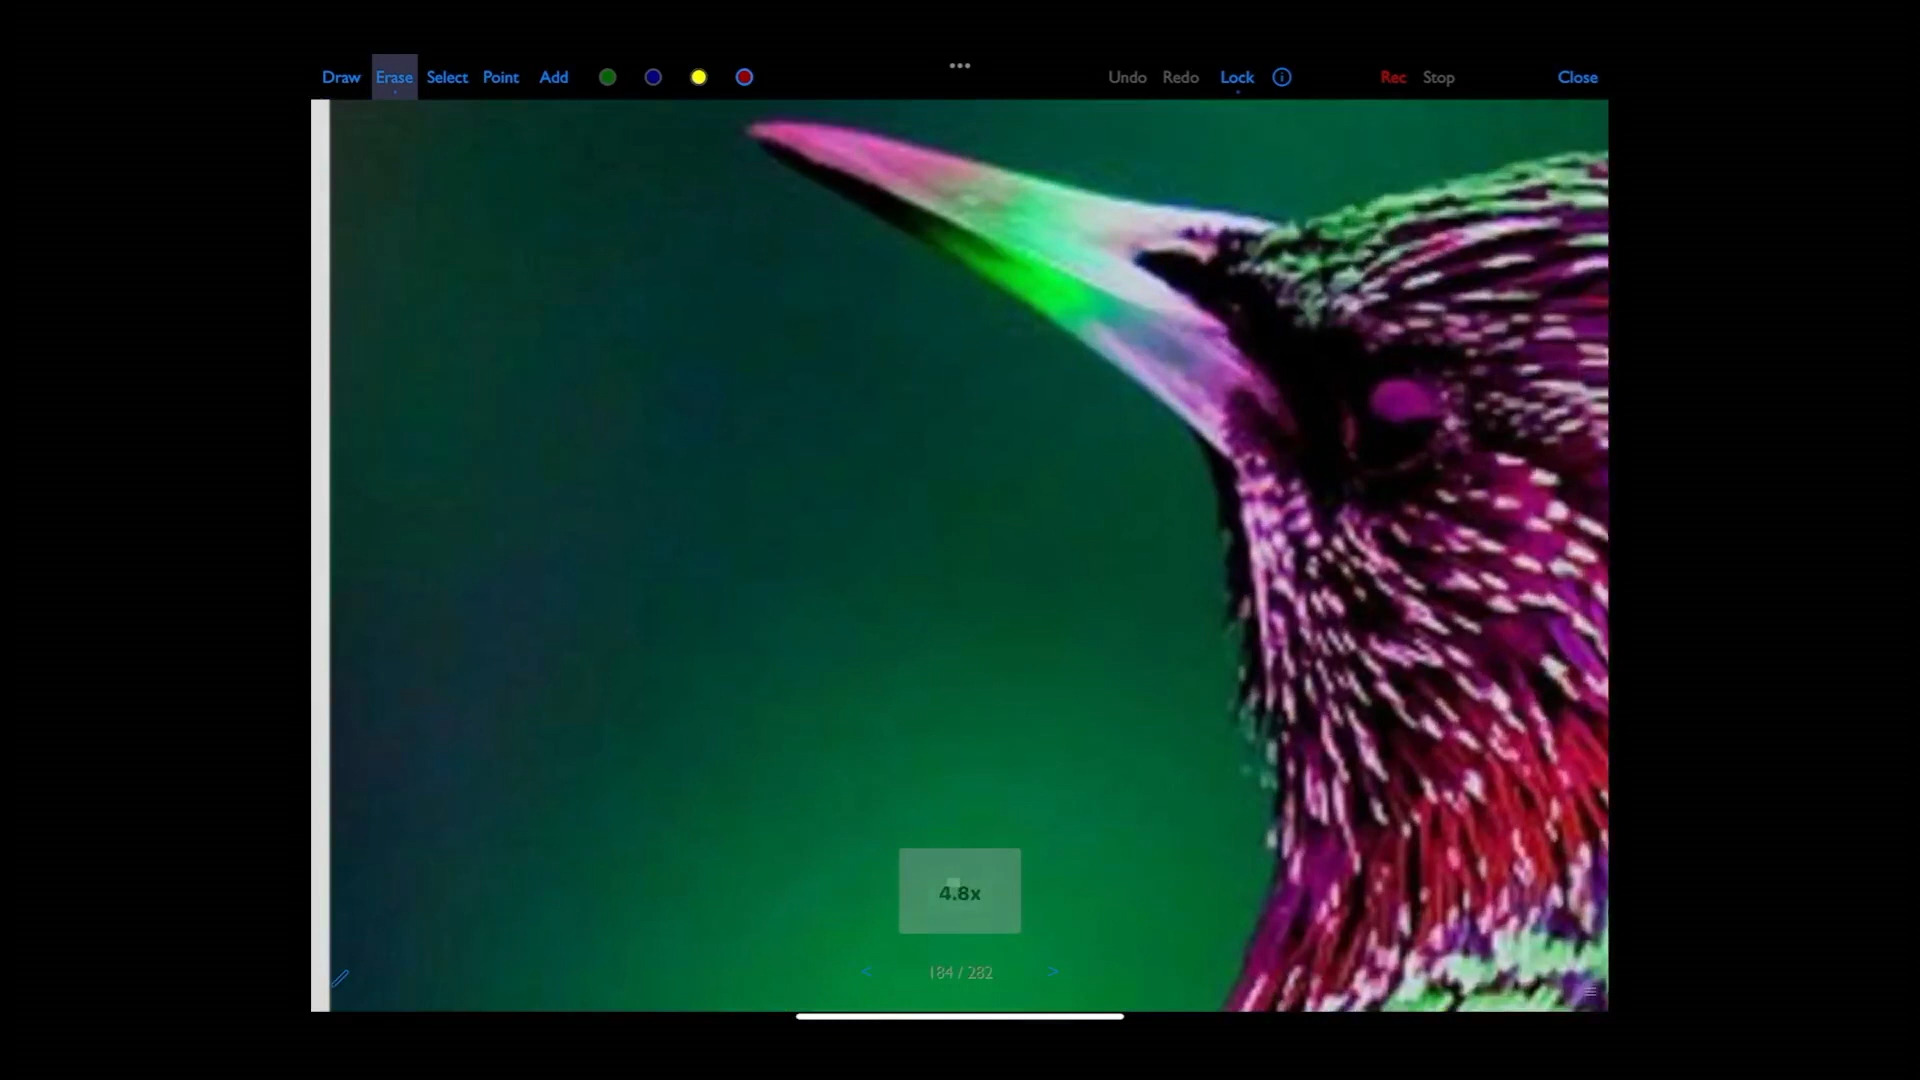 Draw Erase Select Point Add ••• Undo Redo Lock i Rec Stop Close
4.8x
< 184 / 282 >